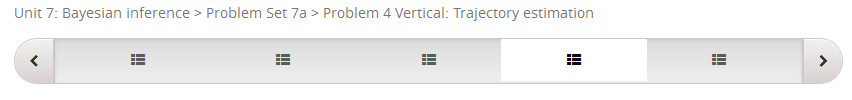 Unit 7: Bayesian inference > Problem Set 7a > Problem 4 Vertical: Trajectory estimation